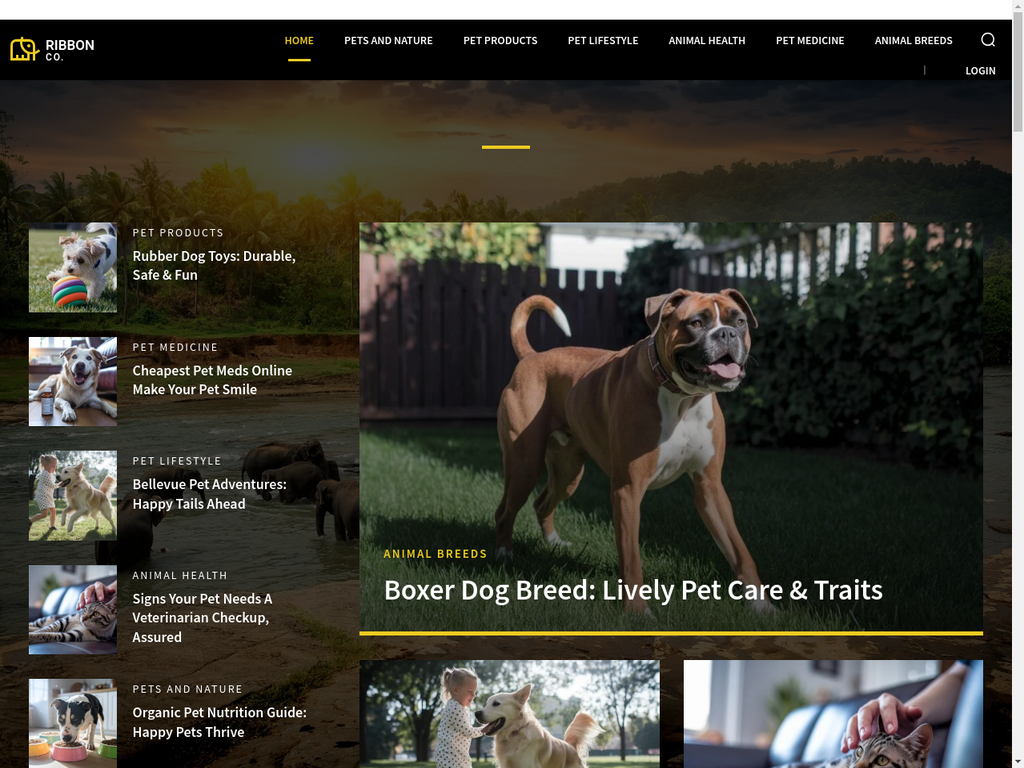 RIBBON
CO.
HOME
PETS AND NATURE
PET PRODUCTS
PET LIFESTYLE
ANIMAL HEALTH
PET MEDICINE
ANIMAL BREEDS
|
LOGIN
PET PRODUCTS
Rubber Dog Toys: Durable,
Safe & Fun
PET MEDICINE
Cheapest Pet Meds Online
Make Your Pet Smile
PET LIFESTYLE
Bellevue Pet Adventures:
Happy Tails Ahead
ANIMAL HEALTH
Signs Your Pet Needs A
Veterinarian Checkup,
Assured
PETS AND NATURE
Organic Pet Nutrition Guide:
Happy Pets Thrive
ANIMAL BREEDS
Boxer Dog Breed: Lively Pet Care & Traits